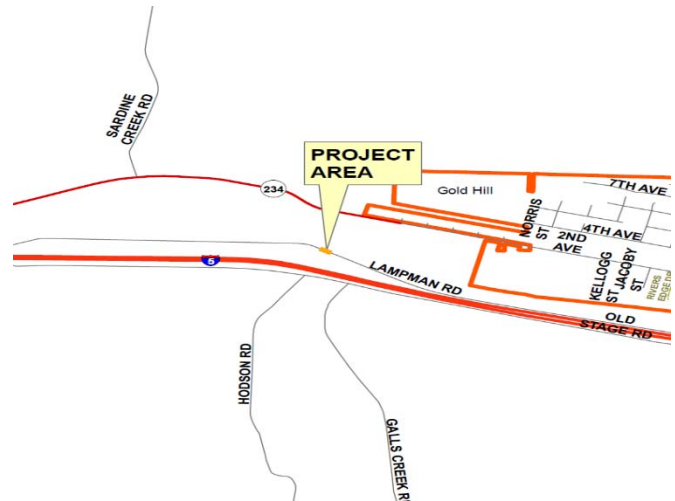 SARDINE
CREEK RD
PROJECT
AREA
234
Gold Hill
7TH AVE
NORRIS
ST
4TH AVE
2ND
AVE
5
LAMPMAN RD
KELLOGG
ST
JACOBY
ST
RIVERS
OLD
STAGE RD
HODSON RD
GALLS CREEK R